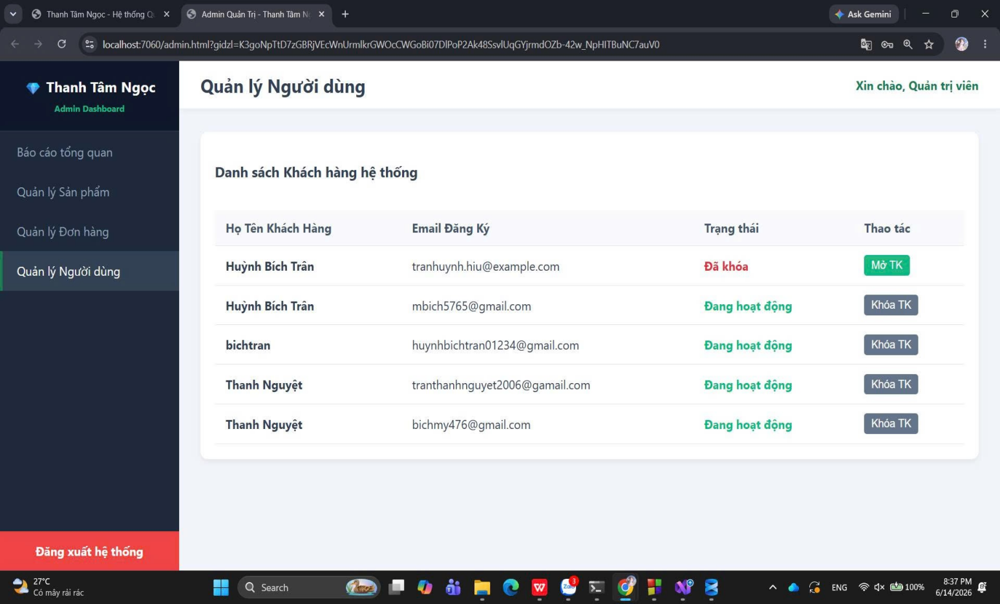 Thanh Tâm Ngọc - Hệ thống Qu
Admin Quản Trị - Thanh Tâm Ng
Ask Gemini
localhost:7060/admin.html?gidzl=K3goNpTtD7zGBRjVEcWnUrmlkrGWOcCWGoBi07DlPoP2Ak48SsvlUqGYjrmdOZb-42w_NpHITBuNC7auV0
Thanh Tâm Ngọc
Admin Dashboard
Báo cáo tổng quan
Quản lý Sản phẩm
Quản lý Đơn hàng
Quản lý Người dùng
Đăng xuất hệ thống
Quản lý Người dùng
Xin chào, Quản trị viên
Danh sách Khách hàng hệ thống
Họ Tên Khách Hàng Email Đăng Ký Trạng thái Thao tác
Huỳnh Bích Trân tranhuynh.hiu@example.com Đã khóa Mở TK
Huỳnh Bích Trân mbich5765@gmail.com Đang hoạt động Khóa TK
bichtran huynhbichtran01234@gmail.com Đang hoạt động Khóa TK
Thanh Nguyệt tranthanhnguyet2006@gamail.com Đang hoạt động Khóa TK
Thanh Nguyệt bichmy476@gmail.com Đang hoạt động Khóa TK
27°C
Có mây rải rác
Search
Zalo
3
ENG
100%
8:37 PM
6/14/2026